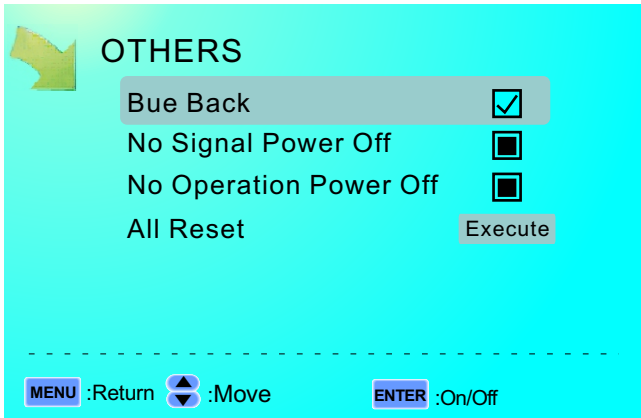 OTHERS
Bue Back
No Signal Power Off
No Operation Power Off
All Reset Execute
MENU :Return :Move ENTER :On/Off